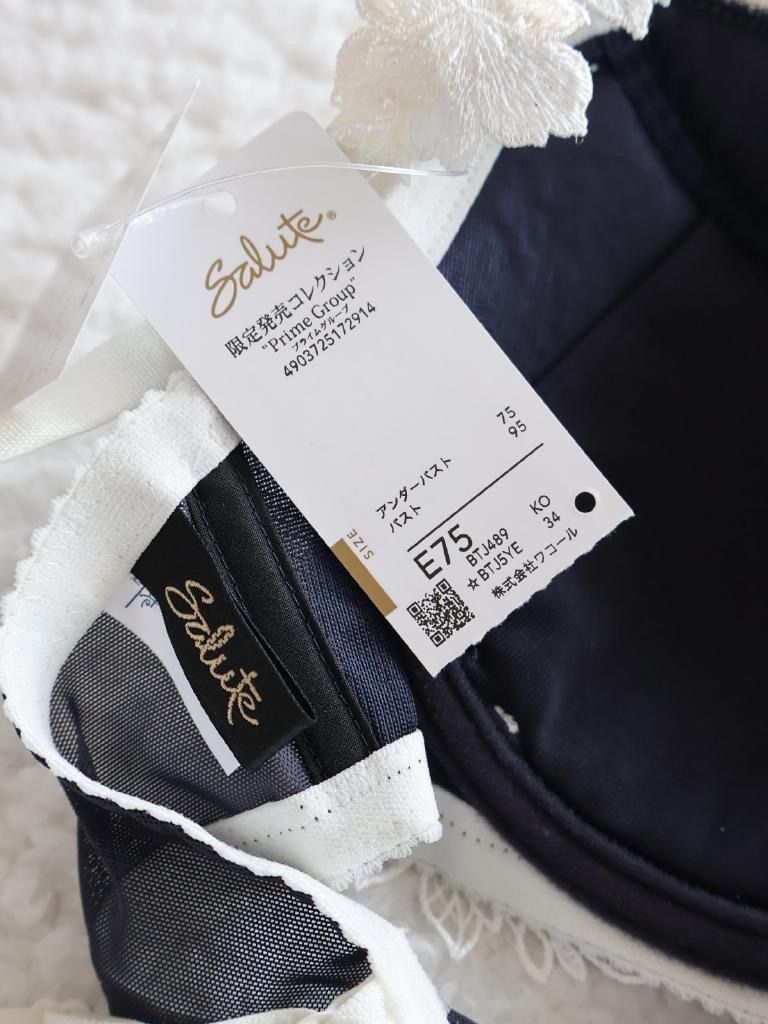 Salute®
限定発売コレクション
"Prime Group"
プライムグループ
4903725172914
アンダーバスト 75
バスト 95
SIZE
E75
BTJ489 KO
☆BTJ5YE 34
株式会社ワコール
Salute